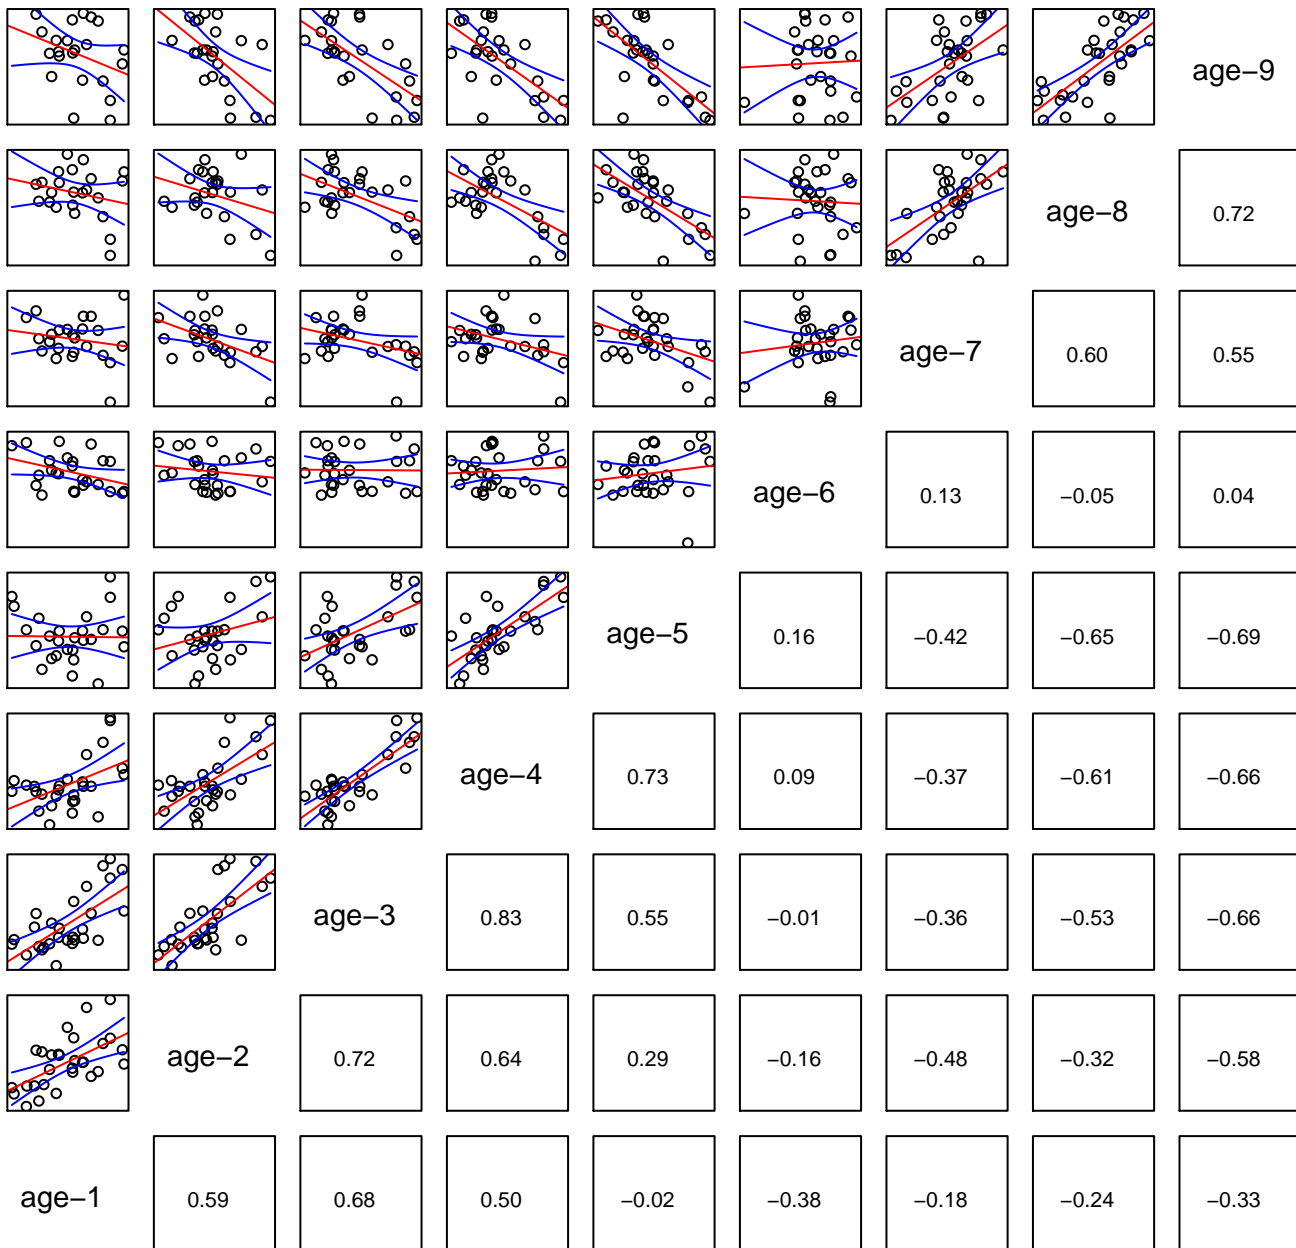 age−9
age−8 0.72
age−7 0.60 0.55
age−6 0.13 −0.05 0.04
age−5 0.16 −0.42 −0.65 −0.69
age−4 0.73 0.09 −0.37 −0.61 −0.66
age−3 0.83 0.55 −0.01 −0.36 −0.53 −0.66
age−2 0.72 0.64 0.29 −0.16 −0.48 −0.32 −0.58
age−1 0.59 0.68 0.50 −0.02 −0.38 −0.18 −0.24 −0.33